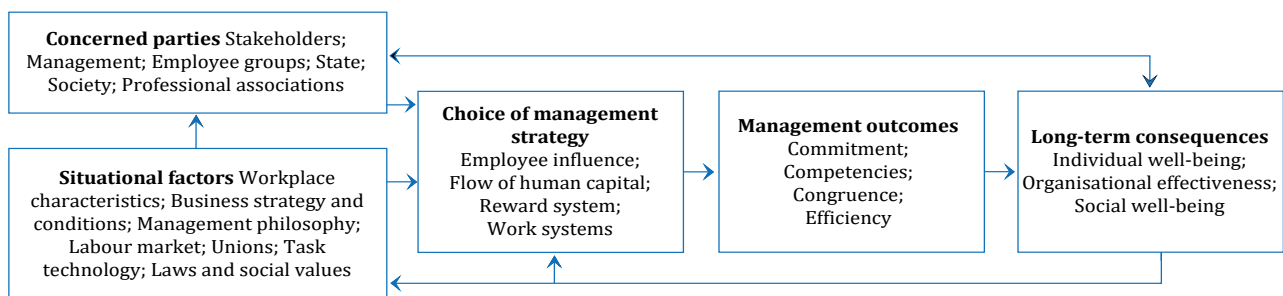 Concerned parties Stakeholders;
Management; Employee groups; State;
Society; Professional associations
Situational factors Workplace
characteristics; Business strategy and
conditions; Management philosophy;
Labour market; Unions; Task
technology; Laws and social values
Choice of management
strategy
Employee influence;
Flow of human capital;
Reward system;
Work systems
Management outcomes
Commitment;
Competencies;
Congruence;
Efficiency
Long-term consequences
Individual well-being;
Organisational effectiveness;
Social well-being